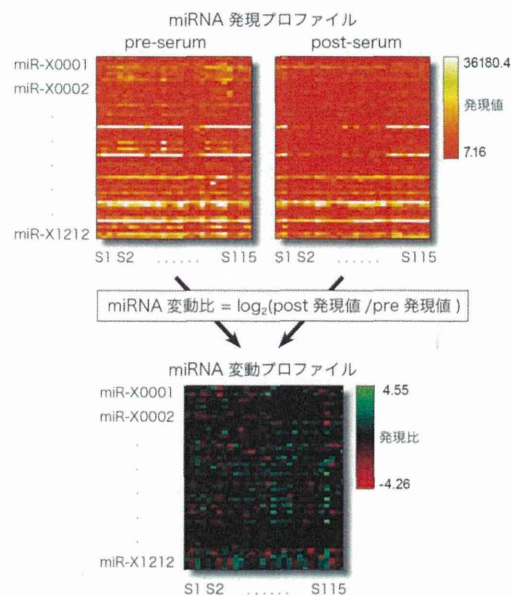 miRNA 発現プロファイル
pre-serum
post-serum
miR-X0001
miR-X0002
.
.
.
miR-X1212
S1 S2 ...... S115
S1 S2 ...... S115
36180.4
発現値
7.16
miRNA 変動比 = log₂(post 発現値 /pre 発現値 )
miRNA 変動プロファイル
miR-X0001
miR-X0002
.
.
.
miR-X1212
S1 S2 ...... S115
4.55
発現比
-4.26